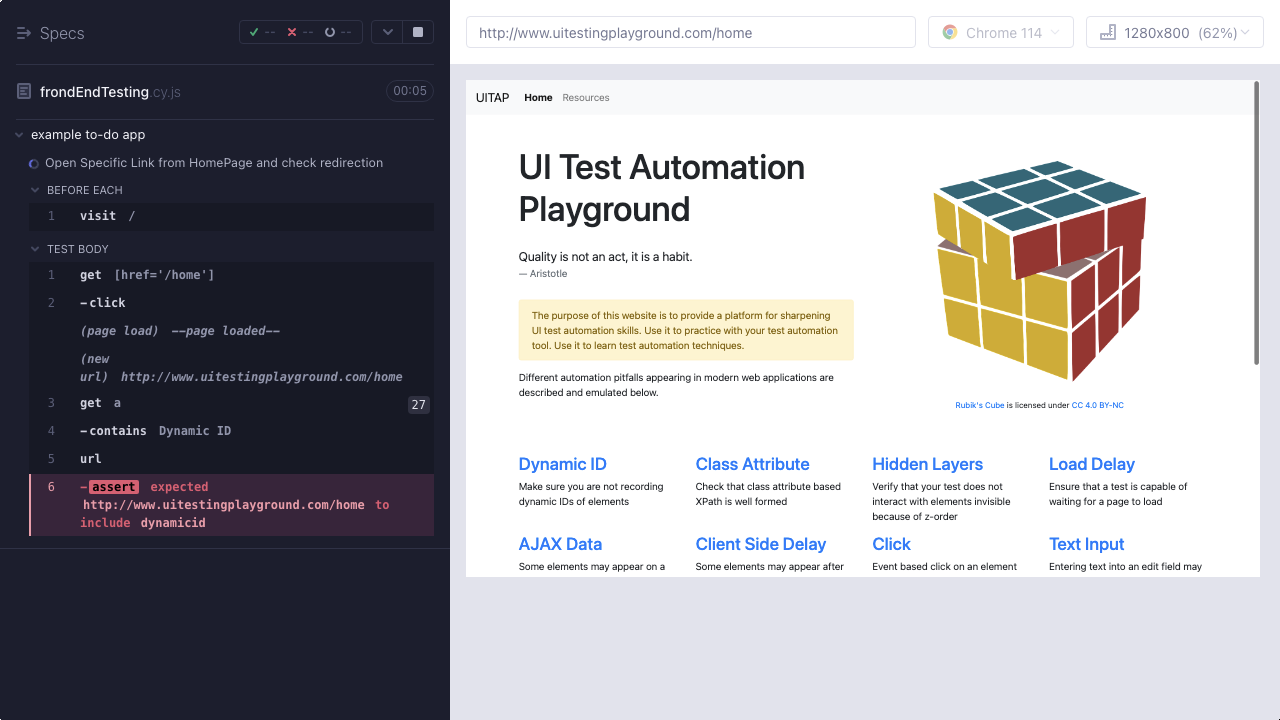 Specs
-- -- --
frondEndTesting.cy.js 00:05
example to-do app
Open Specific Link from HomePage and check redirection
BEFORE EACH
1 visit /
TEST BODY
1 get [href='/home']
2 -click
(page load) --page loaded--
(new
url) http://www.uitestingplayground.com/home
3 get a 27
4 -contains Dynamic ID
5 url
6 -assert expected
http://www.uitestingplayground.com/home to
include dynamicid
http://www.uitestingplayground.com/home
Chrome 114
1280x800 (62%)
UITAP Home Resources
UI Test Automation
Playground
Quality is not an act, it is a habit.
— Aristotle
The purpose of this website is to provide a platform for sharpening
UI test automation skills. Use it to practice with your test automation
tool. Use it to learn test automation techniques.
Different automation pitfalls appearing in modern web applications are
described and emulated below.
Rubik's Cube is licensed under CC 4.0 BY-NC
Dynamic ID
Make sure you are not recording
dynamic IDs of elements
Class Attribute
Check that class attribute based
XPath is well formed
Hidden Layers
Verify that your test does not
interact with elements invisible
because of z-order
Load Delay
Ensure that a test is capable of
waiting for a page to load
AJAX Data
Some elements may appear on a
Client Side Delay
Some elements may appear after
Click
Event based click on an element
Text Input
Entering text into an edit field may